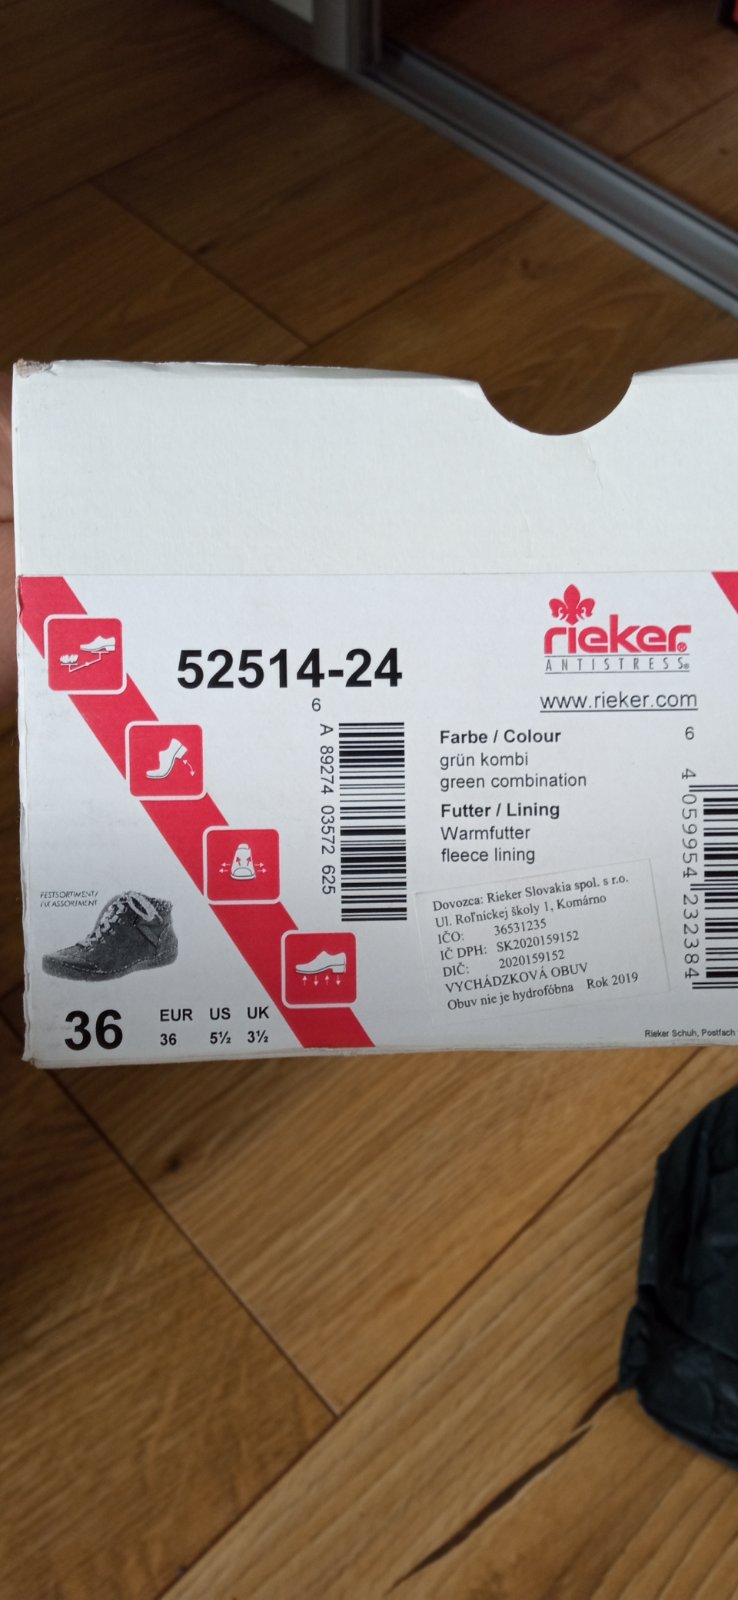 rieker®
ANTISTRESS®
52514-24
www.rieker.com
6
A 89274 03572 625
Farbe / Colour
grün kombi
green combination
Futter / Lining
Warmfutter
fleece lining
6
4 059954 232384
Dovozca: Rieker Slovakia spol. s r.o.
Ul. Roľníckej školy 1, Komárno
IČO: 36531235
IČ DPH: SK2020159152
DIČ: 2020159152
VYCHÁDZKOVÁ OBUV
Obuv nie je hydrofóbna Rok 2019
FESTSORTIMENT/
FIX ASSORTMENT
36
EUR US UK
36 5½ 3½
Rieker Schuh, Postfach